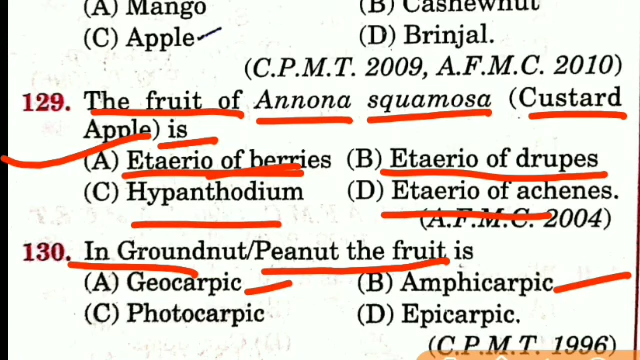 (A) Mango (B) Cashewnut
(C) Apple (D) Brinjal.
(C.P.M.T. 2009, A.F.M.C. 2010)
129. The fruit of Annona squamosa (Custard
Apple) is
(A) Etaerio of berries (B) Etaerio of drupes
(C) Hypanthodium (D) Etaerio of achenes.
(A.F.M.C. 2004)
130. In Groundnut/Peanut the fruit is
(A) Geocarpic (B) Amphicarpic
(C) Photocarpic (D) Epicarpic.
(C.P.M.T. 1996)